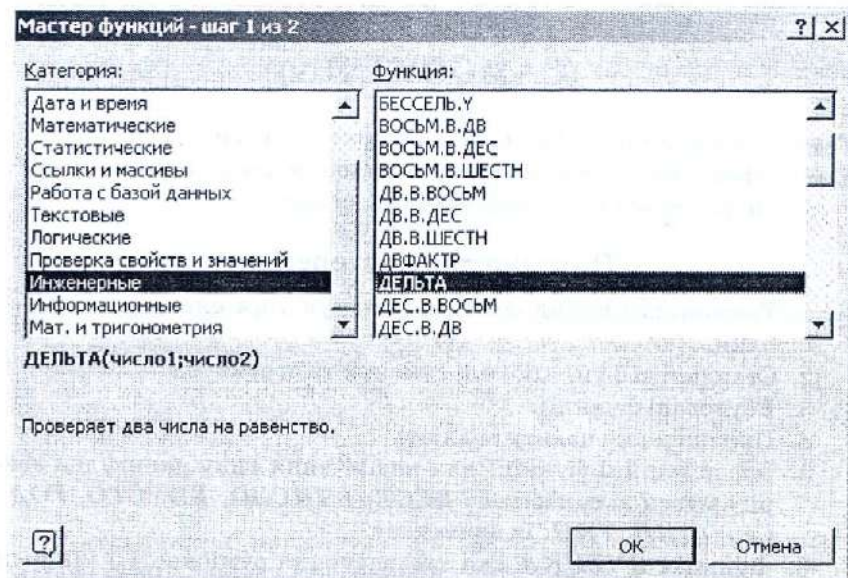 Мастер функций - шаг 1 из 2
Категория:
Дата и время
Математические
Статистические
Ссылки и массивы
Работа с базой данных
Текстовые
Логические
Проверка свойств и значений
Инженерные
Информационные
Мат. и тригонометрия
Функция:
БЕССЕЛЬ.Y
ВОСЬМ.В.ДВ
ВОСЬМ.В.ДЕС
ВОСЬМ.В.ШЕСТН
ДВ.В.ВОСЬМ
ДВ.В.ДЕС
ДВ.В.ШЕСТН
ДВФАКТР
ДЕЛЬТА
ДЕС.В.ВОСЬМ
ДЕС.В.ДВ
ДЕЛЬТА(число1;число2)
Проверяет два числа на равенство.
ОК
Отмена